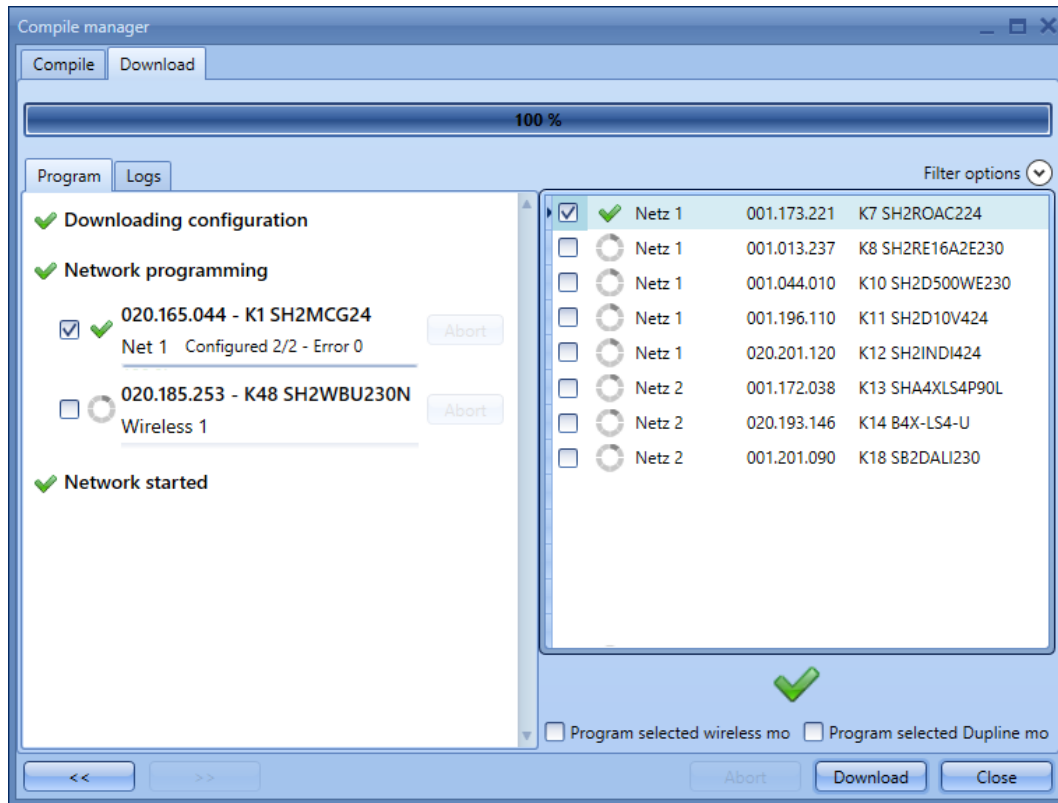 Compile manager
Compile Download
100 %
Program Logs
Filter options
Downloading configuration
Network programming
020.165.044 - K1 SH2MCG24
Net 1 Configured 2/2 - Error 0
Abort
020.185.253 - K48 SH2WBU230N
Wireless 1
Abort
Network started
Netz 1 001.173.221 K7 SH2ROAC224
Netz 1 001.013.237 K8 SH2RE16A2E230
Netz 1 001.044.010 K10 SH2D500WE230
Netz 1 001.196.110 K11 SH2D10V424
Netz 1 020.201.120 K12 SH2INDI424
Netz 2 001.172.038 K13 SHA4XLS4P90L
Netz 2 020.193.146 K14 B4X-LS4-U
Netz 2 001.201.090 K18 SB2DALI230
Program selected wireless mo Program selected Dupline mo
<< >> Abort Download Close